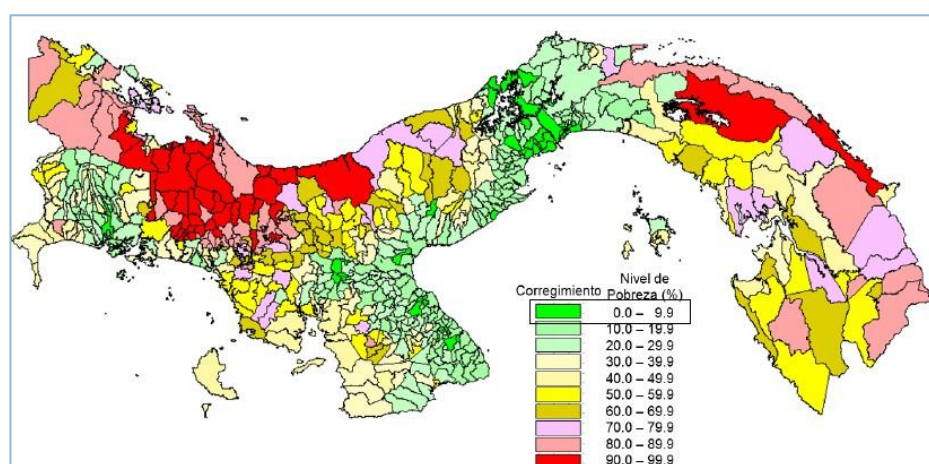 Nivel de
Corregimiento Pobreza (%)
0.0 – 9.9
10.0 – 19.9
20.0 – 29.9
30.0 – 39.9
40.0 – 49.9
50.0 – 59.9
60.0 – 69.9
70.0 – 79.9
80.0 – 89.9
90.0 – 99.9